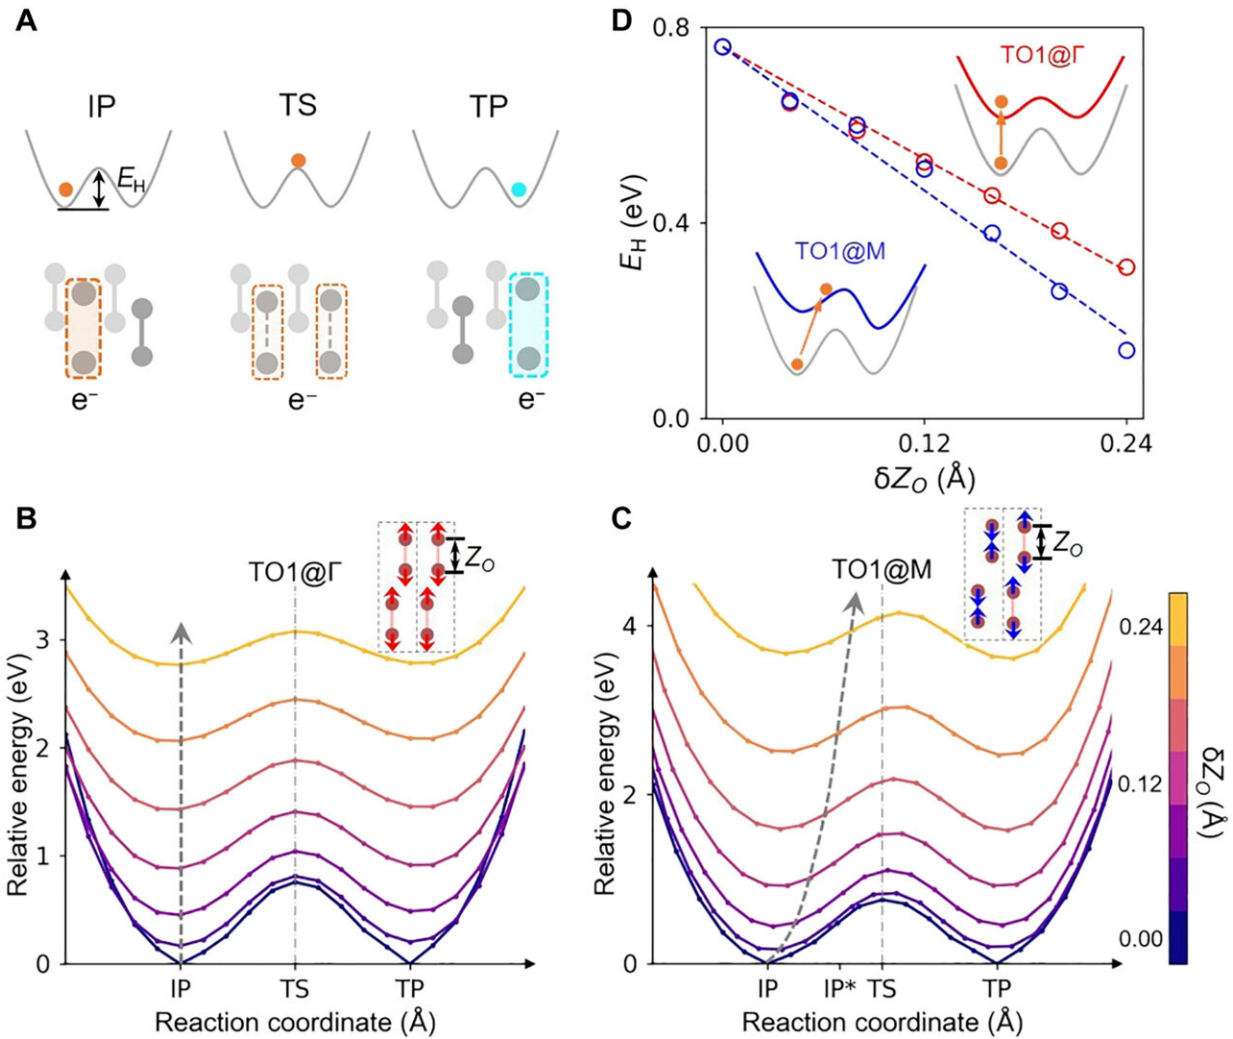 A
IP
TS
TP
E_H
e⁻
e⁻
e⁻
D
0.8
0.4
0.0
E_H (eV)
TO1@Γ
TO1@M
0.00
0.12
0.24
δZ_O (Å)
B
TO1@Γ
Z_O
3
2
1
0
Relative energy (eV)
IP
TS
TP
Reaction coordinate (Å)
C
TO1@M
Z_O
4
2
0
Relative energy (eV)
IP
IP*
TS
TP
Reaction coordinate (Å)
0.24
0.12
0.00
δZ_O (Å)